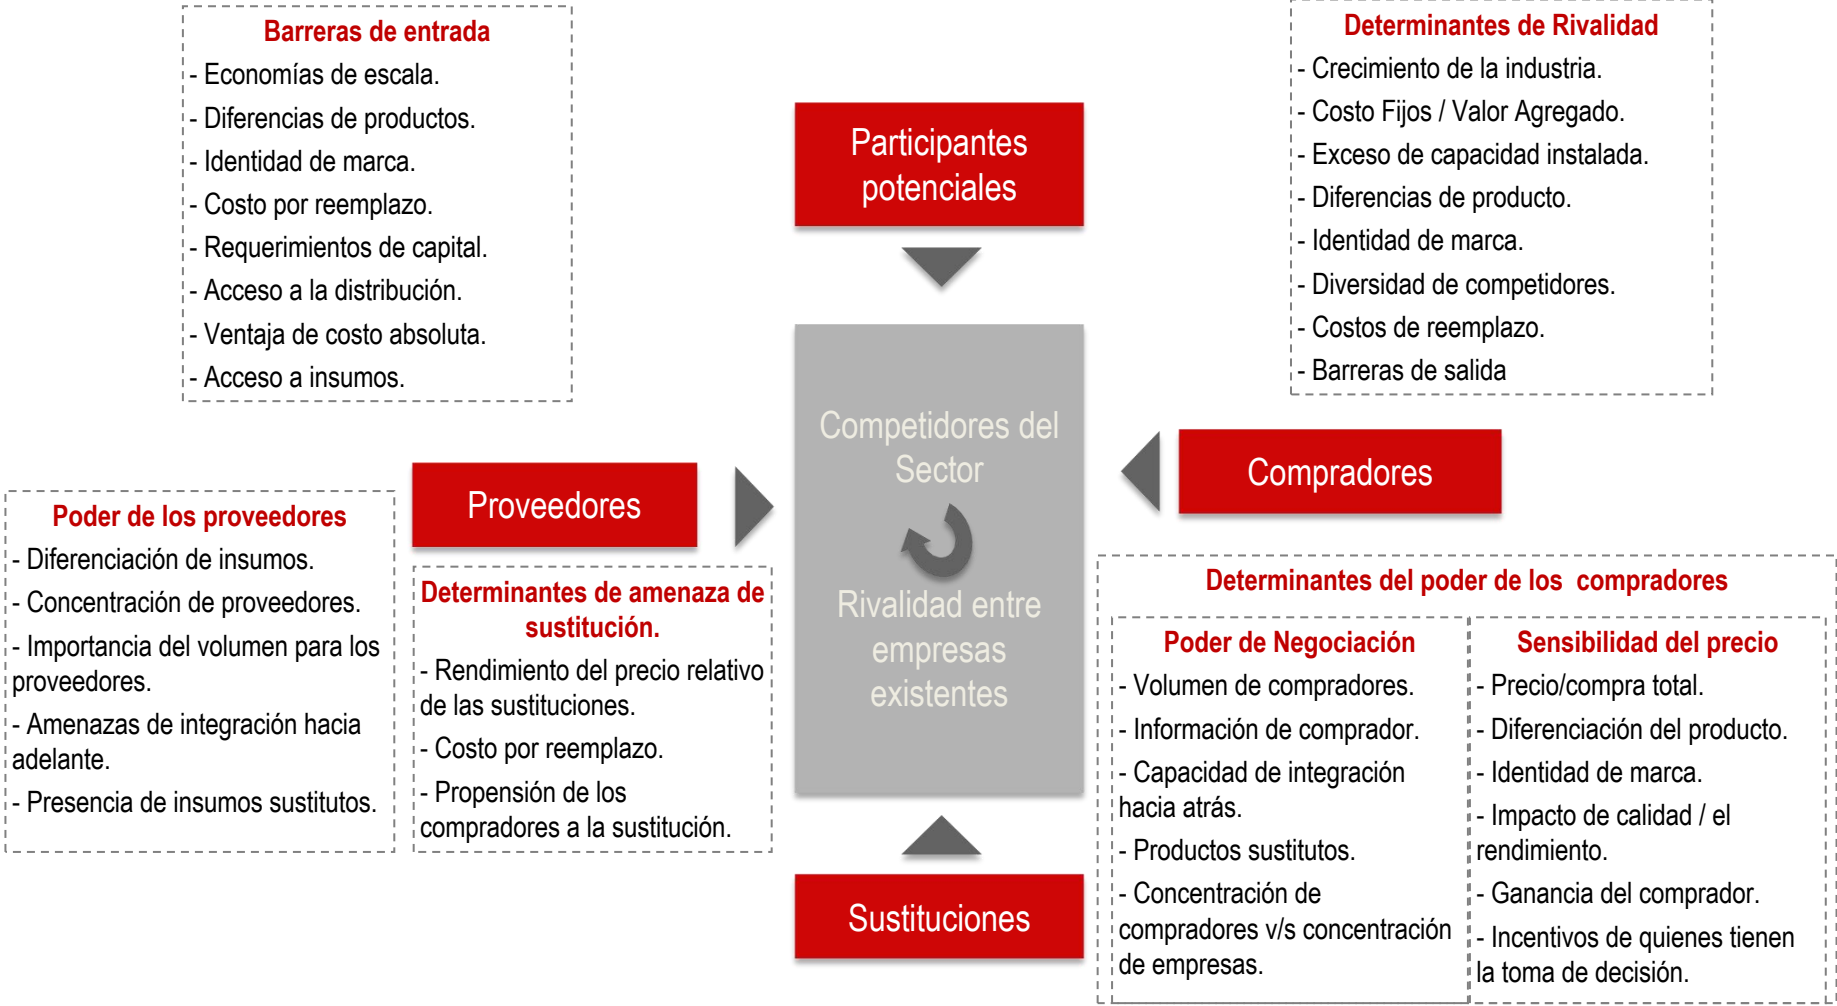 Barreras de entrada
- Economías de escala.
- Diferencias de productos.
- Identidad de marca.
- Costo por reemplazo.
- Requerimientos de capital.
- Acceso a la distribución.
- Ventaja de costo absoluta.
- Acceso a insumos.
Participantes
potenciales
Determinantes de Rivalidad
- Crecimiento de la industria.
- Costo Fijos / Valor Agregado.
- Exceso de capacidad instalada.
- Diferencias de producto.
- Identidad de marca.
- Diversidad de competidores.
- Costos de reemplazo.
- Barreras de salida
Competidores del
Sector
Rivalidad entre
empresas
existentes
Proveedores
Compradores
Poder de los proveedores
- Diferenciación de insumos.
- Concentración de proveedores.
- Importancia del volumen para los
proveedores.
- Amenazas de integración hacia
adelante.
- Presencia de insumos sustitutos.
Determinantes de amenaza de
sustitución.
- Rendimiento del precio relativo
de las sustituciones.
- Costo por reemplazo.
- Propensión de los
compradores a la sustitución.
Sustituciones
Determinantes del poder de los  compradores
Poder de Negociación
- Volumen de compradores.
- Información de comprador.
- Capacidad de integración
hacia atrás.
- Productos sustitutos.
- Concentración de
compradores v/s concentración
de empresas.
Sensibilidad del precio
- Precio/compra total.
- Diferenciación del producto.
- Identidad de marca.
- Impacto de calidad / el
rendimiento.
- Ganancia del comprador.
- Incentivos de quienes tienen
la toma de decisión.